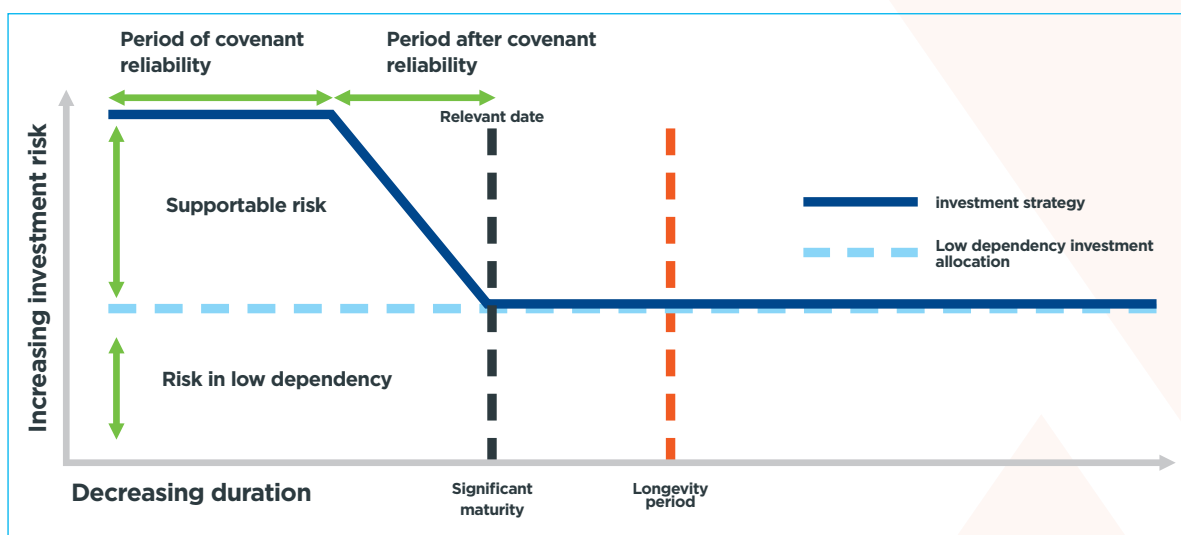 Period of covenant
reliability
Period after covenant
reliability
Relevant date
Increasing investment risk
Supportable risk
investment strategy
Low dependency investment
allocation
Risk in low dependency
Decreasing duration
Significant
maturity
Longevity
period